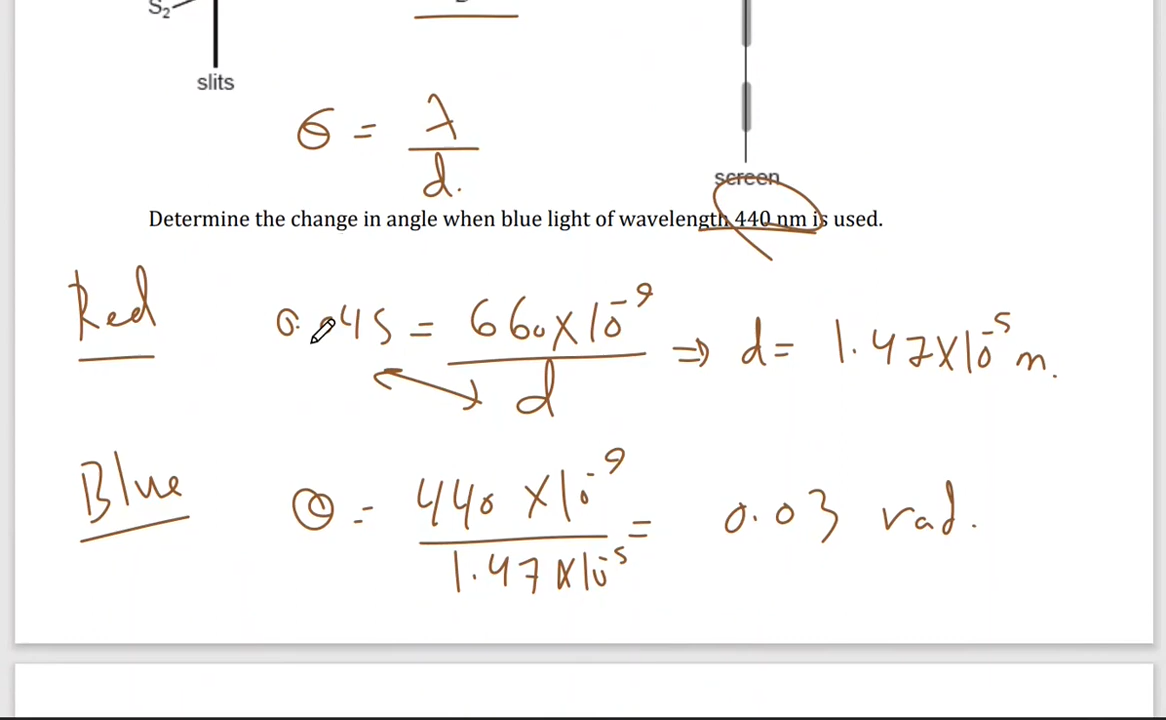 S₂
slits
θ = λ / d.
screen
Determine the change in angle when blue light of wavelength 440 nm is used.
Red 0.045 = 660 x 10⁻⁹ / d ⇒ d = 1.47 x 10⁻⁵ m.
Blue θ = 440 x 10⁻⁹ / 1.47 x 10⁻⁵ = 0.03 rad.